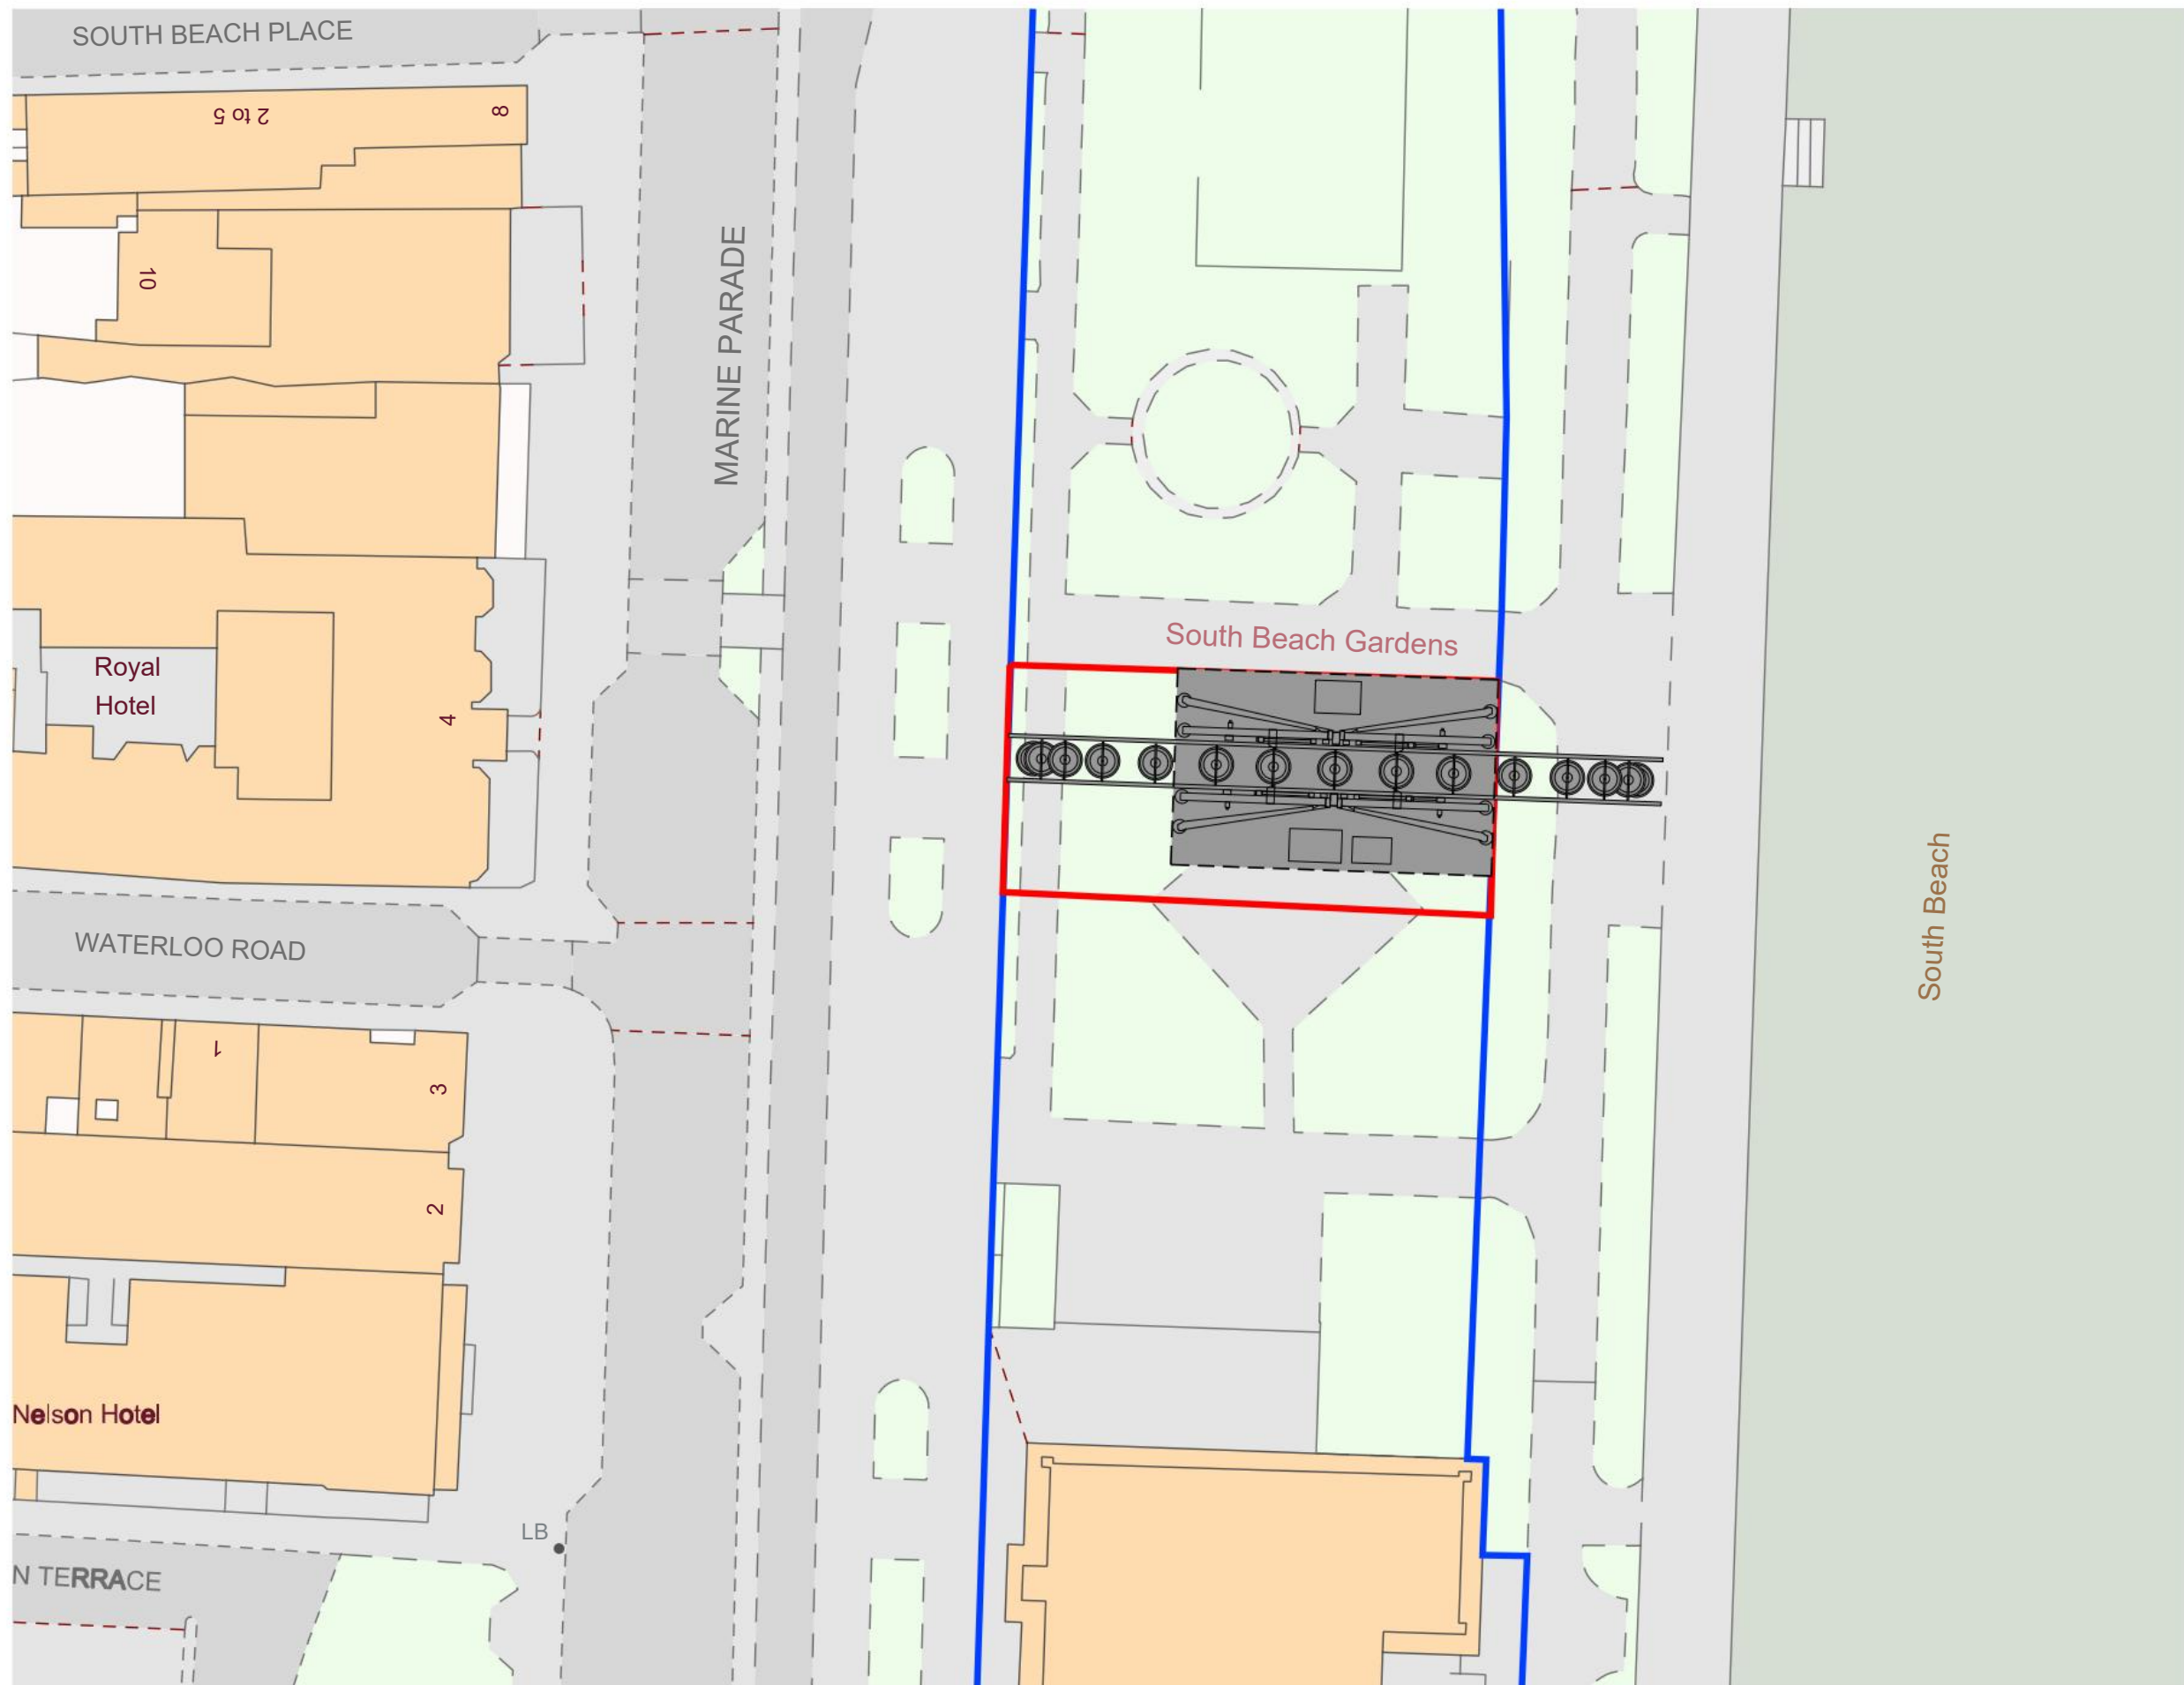 SOUTH BEACH PLACE
2 to 5
8
10
MARINE PARADE
Royal
Hotel
4
South Beach Gardens
WATERLOO ROAD
South Beach
1
3
2
Nelson Hotel
LB
N TERRACE